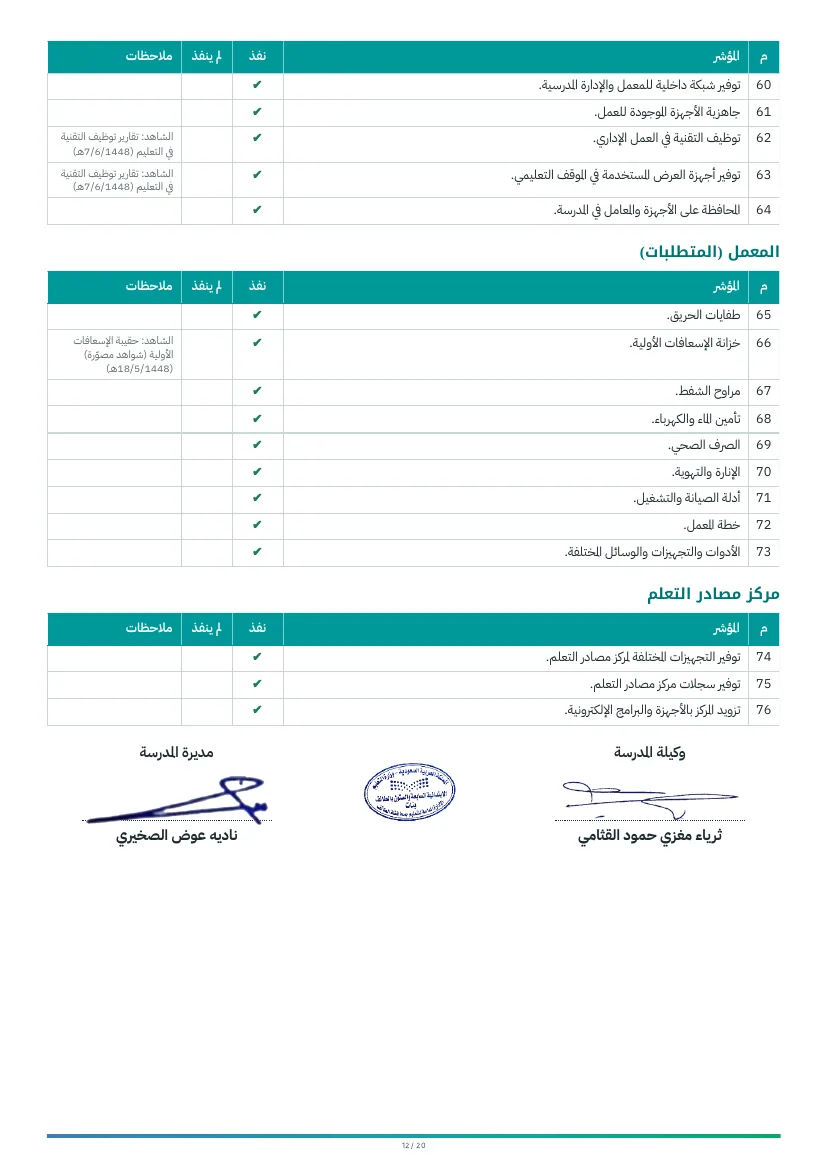 م المؤشر نفذ لم ينفذ ملاحظات
60 توفير شبكة داخلية للمعمل والإدارة المدرسية. ✔
61 جاهزية الأجهزة الموجودة للعمل. ✔
62 توظيف التقنية في العمل الإداري. ✔ الشاهد: تقارير توظيف التقنية
في التعليم (7/6/1448هـ)
63 توفير أجهزة العرض المستخدمة في الموقف التعليمي. ✔ الشاهد: تقارير توظيف التقنية
في التعليم (7/6/1448هـ)
64 المحافظة على الأجهزة والمعامل في المدرسة. ✔
المعمل (المتطلبات)
م المؤشر نفذ لم ينفذ ملاحظات
65 طفايات الحريق. ✔
66 خزانة الإسعافات الأولية. ✔ الشاهد: حقيبة الإسعافات
الأولية (شواهد مصوّرة)
(18/5/1448هـ)
67 مراوح الشفط. ✔
68 تأمين الماء والكهرباء. ✔
69 الصرف الصحي. ✔
70 الإنارة والتهوية. ✔
71 أدلة الصيانة والتشغيل. ✔
72 خطة المعمل. ✔
73 الأدوات والتجهيزات والوسائل المختلفة. ✔
مركز مصادر التعلم
م المؤشر نفذ لم ينفذ ملاحظات
74 توفير التجهيزات المختلفة لمركز مصادر التعلم. ✔
75 توفير سجلات مركز مصادر التعلم. ✔
76 تزويد المركز بالأجهزة والبرامج الإلكترونية. ✔
وكيلة المدرسة مديرة المدرسة
الابتدائية السابعة والستون بالطائف
بنات
ثرياء مغزي حمود القثامي ناديه عوض الصخيري
12 / 20